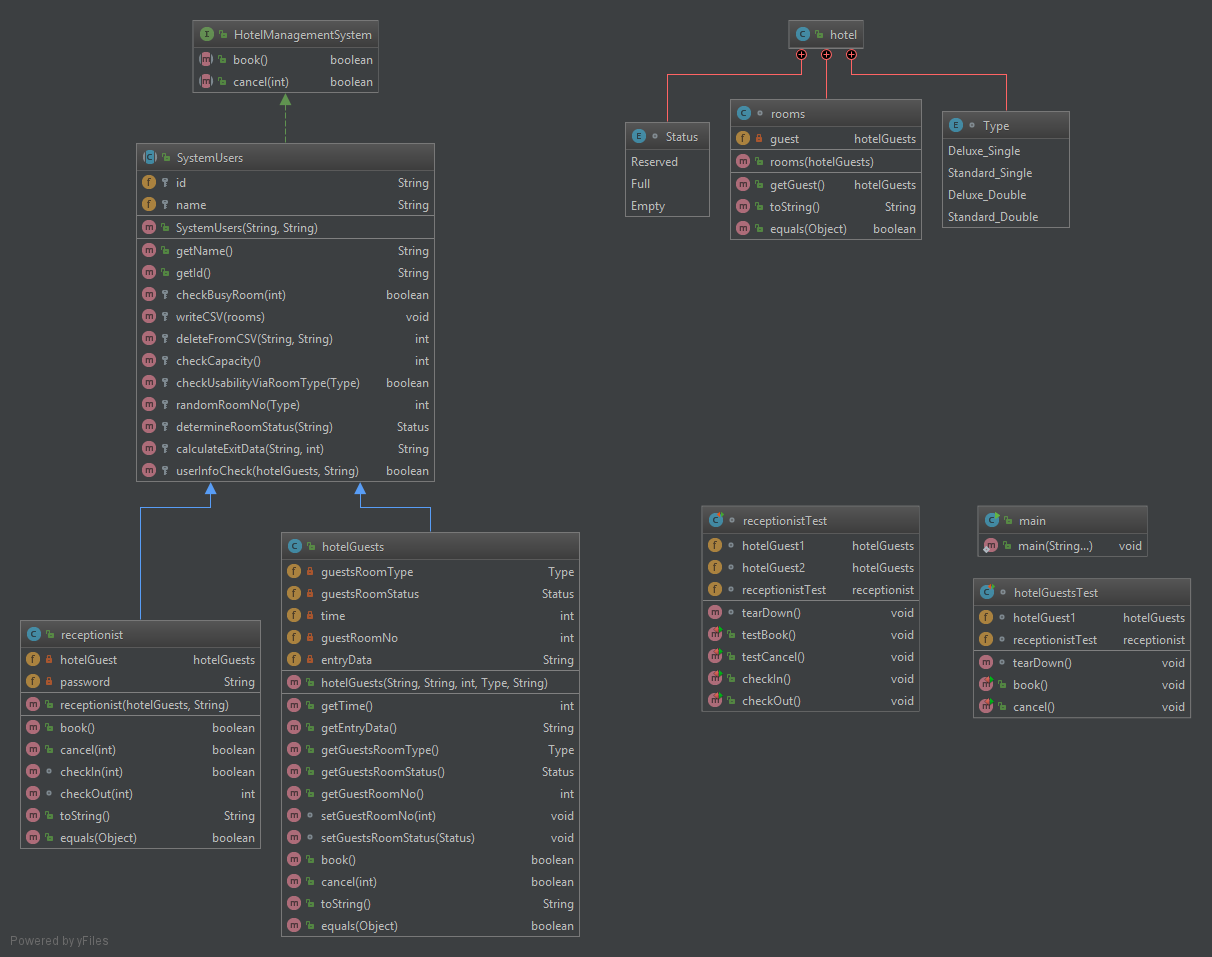 HotelManagementSystem
book() boolean
cancel(int) boolean
SystemUsers
id String
name String
SystemUsers(String, String)
getName() String
getId() String
checkBusyRoom(int) boolean
writeCSV(rooms) void
deleteFromCSV(String, String) int
checkCapacity() int
checkUsabilityViaRoomType(Type) boolean
randomRoomNo(Type) int
determineRoomStatus(String) Status
calculateExitData(String, int) String
userInfoCheck(hotelGuests, String) boolean
receptionist
hotelGuest hotelGuests
password String
receptionist(hotelGuests, String)
book() boolean
cancel(int) boolean
checkIn(int) boolean
checkOut(int) int
toString() String
equals(Object) boolean
hotelGuests
guestsRoomType Type
guestsRoomStatus Status
time int
guestRoomNo int
entryData String
hotelGuests(String, String, int, Type, String)
getTime() int
getEntryData() String
getGuestsRoomType() Type
getGuestsRoomStatus() Status
getGuestRoomNo() int
setGuestRoomNo(int) void
setGuestsRoomStatus(Status) void
book() boolean
cancel(int) boolean
toString() String
equals(Object) boolean
hotel
Status
Reserved
Full
Empty
rooms
guest hotelGuests
rooms(hotelGuests)
getGuest() hotelGuests
toString() String
equals(Object) boolean
Type
Deluxe_Single
Standard_Single
Deluxe_Double
Standard_Double
receptionistTest
hotelGuest1 hotelGuests
hotelGuest2 hotelGuests
receptionistTest receptionist
tearDown() void
testBook() void
testCancel() void
checkIn() void
checkOut() void
main
main(String...) void
hotelGuestsTest
hotelGuest1 hotelGuests
receptionistTest receptionist
tearDown() void
book() void
cancel() void
Powered by yFiles